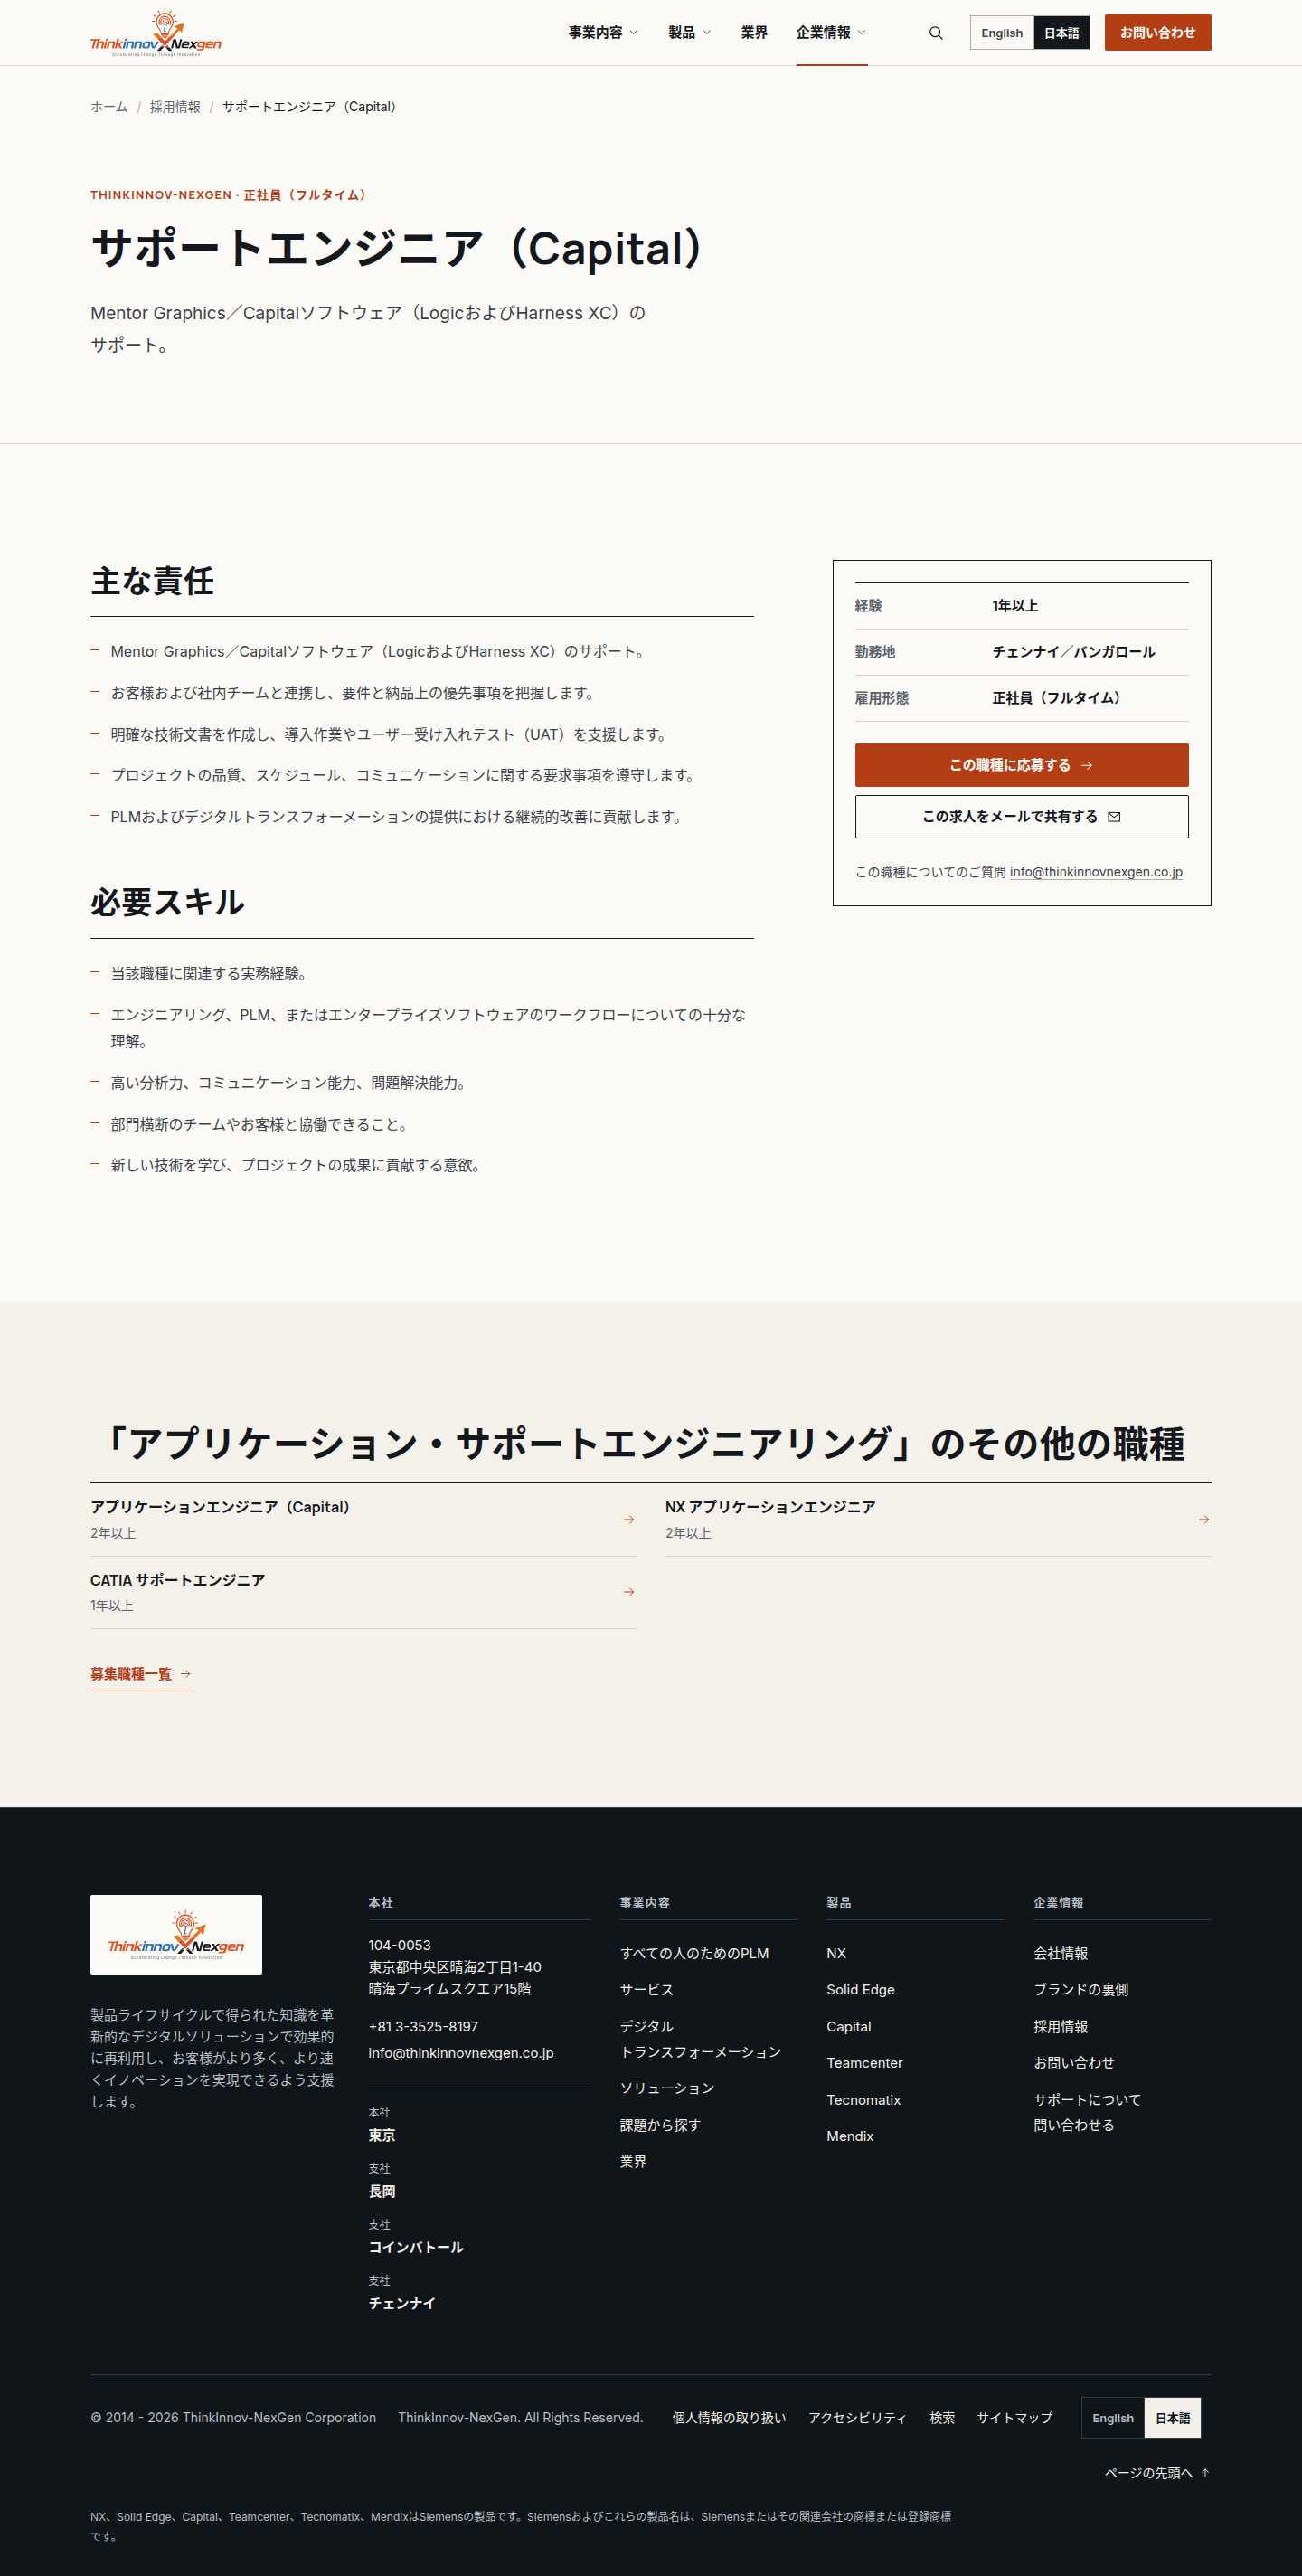 ThinkinnovXNexgen
Accelerating Change Through Innovation
事業内容
製品
業界
企業情報
English
日本語
お問い合わせ
ホーム / 採用情報 / サポートエンジニア（Capital）
THINKINNOV-NEXGEN · 正社員（フルタイム）
サポートエンジニア（Capital）
Mentor Graphics／Capitalソフトウェア（LogicおよびHarness XC）の
サポート。
主な責任
Mentor Graphics／Capitalソフトウェア（LogicおよびHarness XC）のサポート。
お客様および社内チームと連携し、要件と納品上の優先事項を把握します。
明確な技術文書を作成し、導入作業やユーザー受け入れテスト（UAT）を支援します。
プロジェクトの品質、スケジュール、コミュニケーションに関する要求事項を遵守します。
PLMおよびデジタルトランスフォーメーションの提供における継続的改善に貢献します。
必要スキル
当該職種に関連する実務経験。
エンジニアリング、PLM、またはエンタープライズソフトウェアのワークフローについての十分な
理解。
高い分析力、コミュニケーション能力、問題解決能力。
部門横断のチームやお客様と協働できること。
新しい技術を学び、プロジェクトの成果に貢献する意欲。
経験 1年以上
勤務地 チェンナイ／バンガロール
雇用形態 正社員（フルタイム）
この職種に応募する →
この求人をメールで共有する
この職種についてのご質問 info@thinkinnovnexgen.co.jp
「アプリケーション・サポートエンジニアリング」のその他の職種
アプリケーションエンジニア（Capital）
2年以上
→
NX アプリケーションエンジニア
2年以上
→
CATIA サポートエンジニア
1年以上
→
募集職種一覧 →
ThinkinnovXNexgen
Accelerating Change Through Innovation
製品ライフサイクルで得られた知識を革
新的なデジタルソリューションで効果的
に再利用し、お客様がより多く、より速
くイノベーションを実現できるよう支援
します。
本社
104-0053
東京都中央区晴海2丁目1-40
晴海プライムスクエア15階
+81 3-3525-8197
info@thinkinnovnexgen.co.jp
本社
東京
支社
長岡
支社
コインバトール
支社
チェンナイ
事業内容
すべての人のためのPLM
サービス
デジタル
トランスフォーメーション
ソリューション
課題から探す
業界
製品
NX
Solid Edge
Capital
Teamcenter
Tecnomatix
Mendix
企業情報
会社情報
ブランドの裏側
採用情報
お問い合わせ
サポートについて
問い合わせる
© 2014 - 2026 ThinkInnov-NexGen Corporation
ThinkInnov-NexGen. All Rights Reserved.
個人情報の取り扱い
アクセシビリティ
検索
サイトマップ
English
日本語
ページの先頭へ ↑
NX、Solid Edge、Capital、Teamcenter、Tecnomatix、MendixはSiemensの製品です。Siemensおよびこれらの製品名は、Siemensまたはその関連会社の商標または登録商標
です。